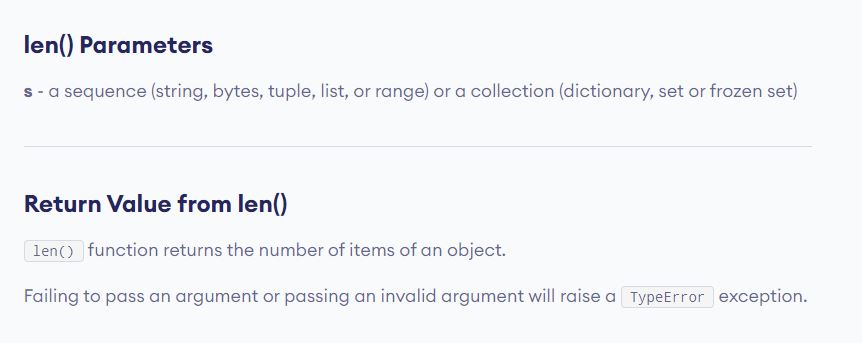 len() Parameters
s - a sequence (string, bytes, tuple, list, or range) or a collection (dictionary, set or frozen set)
Return Value from len()
len() function returns the number of items of an object.
Failing to pass an argument or passing an invalid argument will raise a TypeError exception.